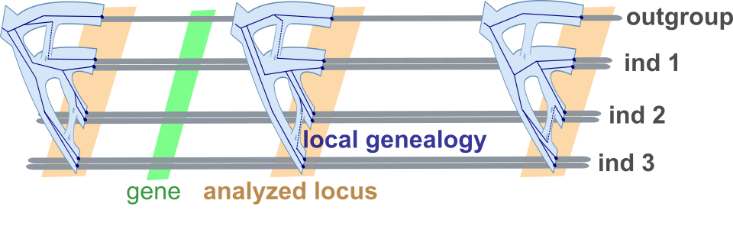 outgroup
ind 1
ind 2
local genealogy
ind 3
gene analyzed locus